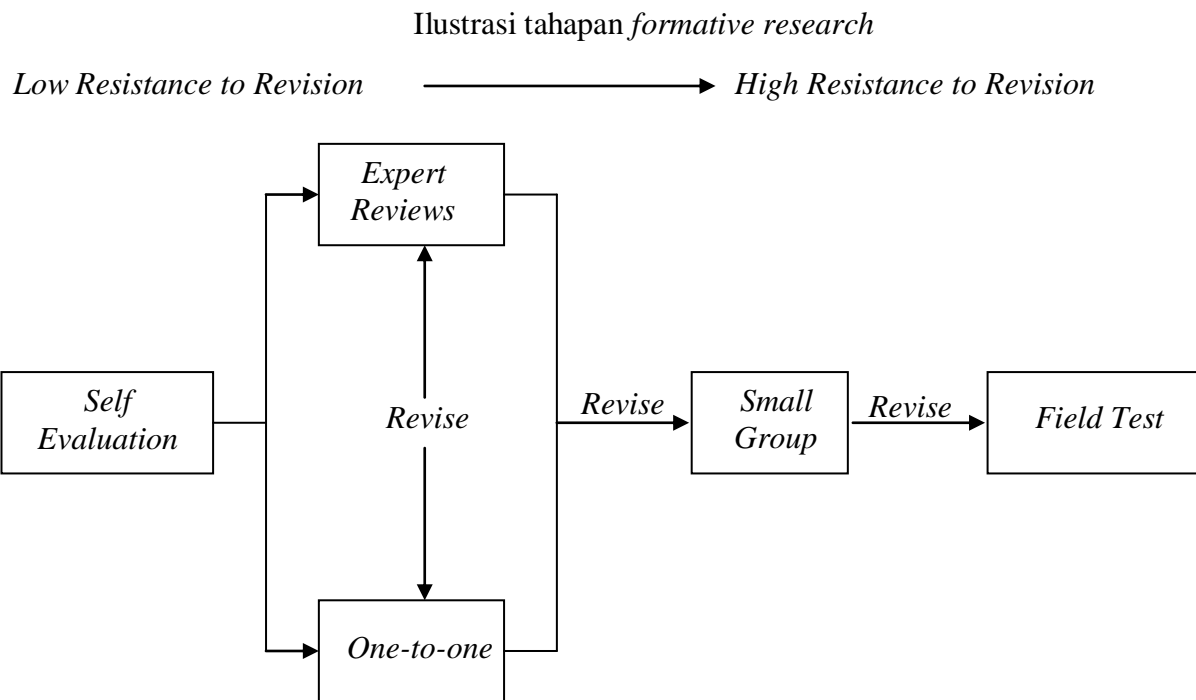 Ilustrasi tahapan formative research
Low Resistance to Revision
High Resistance to Revision
Expert
Reviews
Self
Evaluation
Revise
Revise
Small
Group
Revise
Field Test
One-to-one